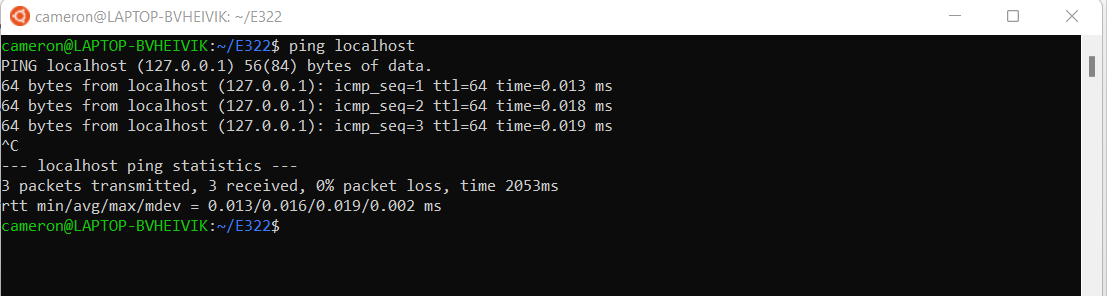 cameron@LAPTOP-BVHEIVIK: ~/E322
cameron@LAPTOP-BVHEIVIK:~/E322$ ping localhost
PING localhost (127.0.0.1) 56(84) bytes of data.
64 bytes from localhost (127.0.0.1): icmp_seq=1 ttl=64 time=0.013 ms
64 bytes from localhost (127.0.0.1): icmp_seq=2 ttl=64 time=0.018 ms
64 bytes from localhost (127.0.0.1): icmp_seq=3 ttl=64 time=0.019 ms
^C
--- localhost ping statistics ---
3 packets transmitted, 3 received, 0% packet loss, time 2053ms
rtt min/avg/max/mdev = 0.013/0.016/0.019/0.002 ms
cameron@LAPTOP-BVHEIVIK:~/E322$